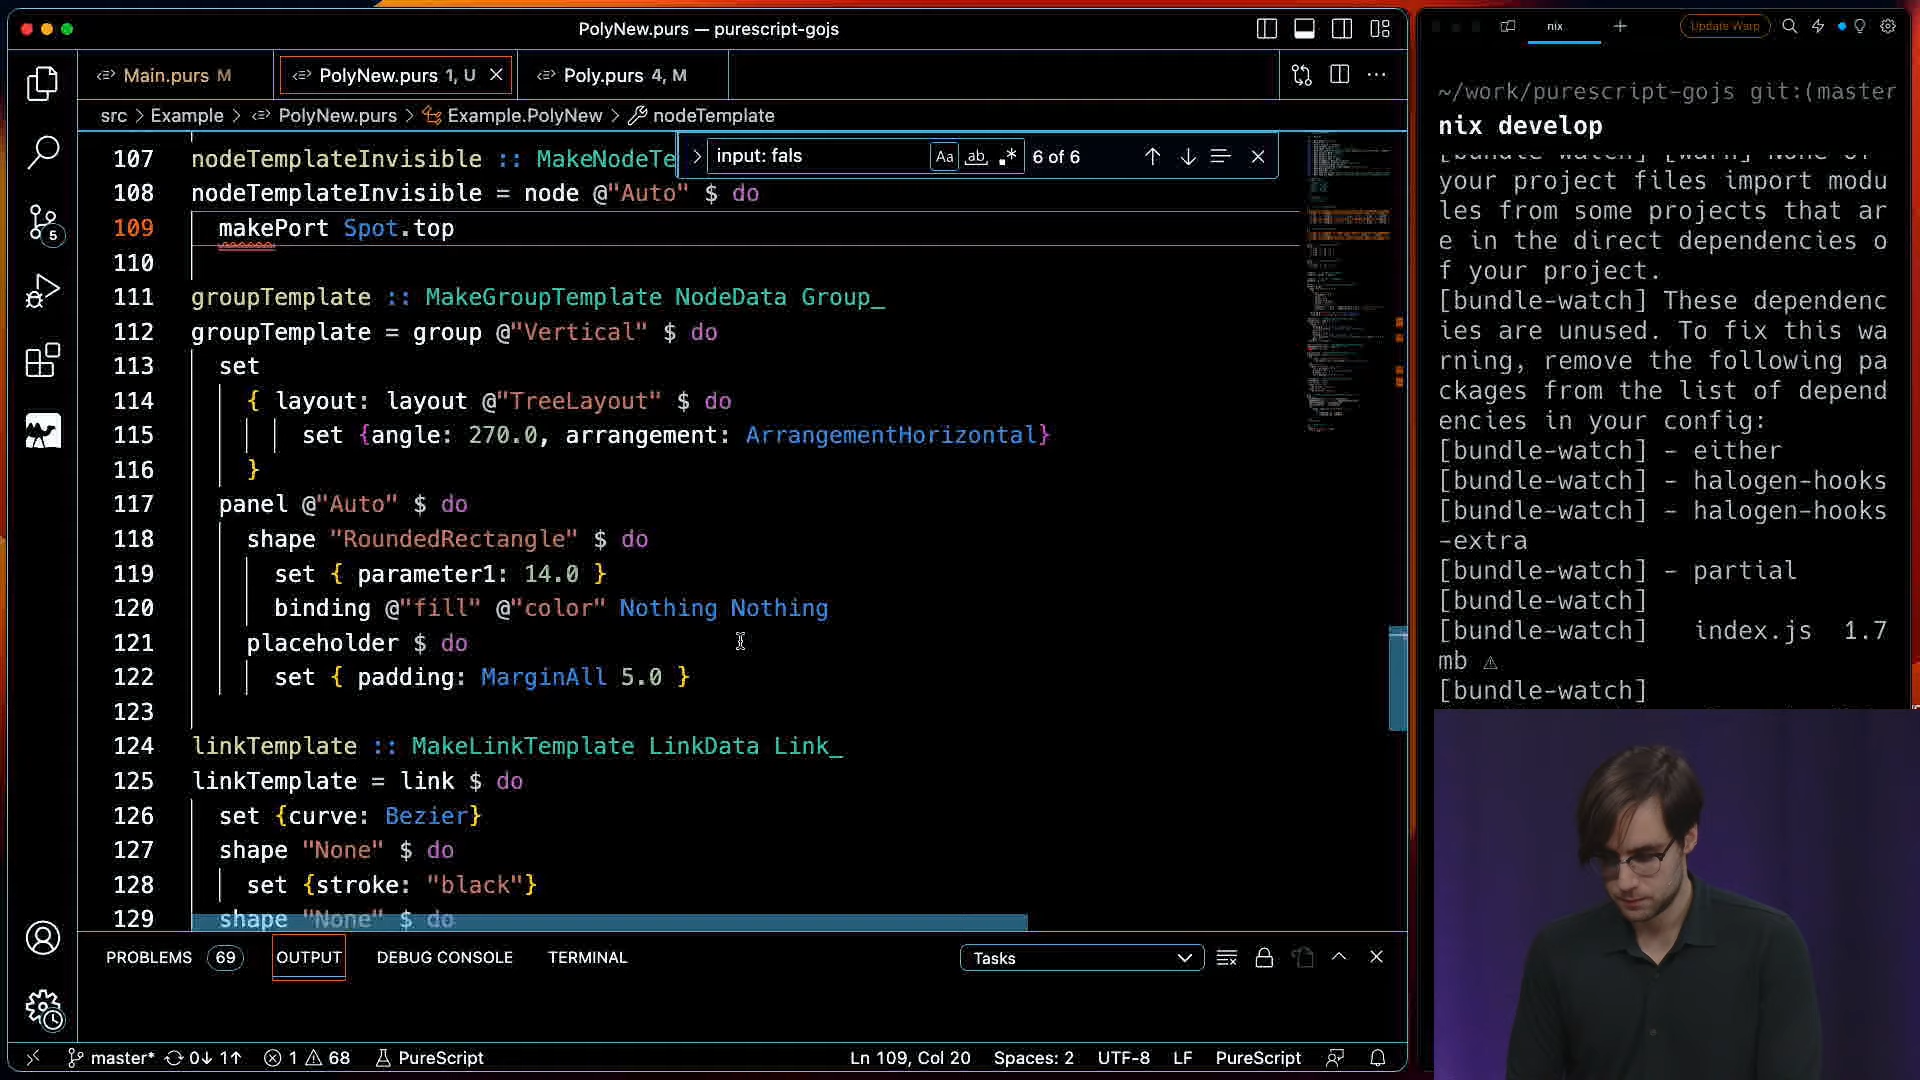 PolyNew.purs — purescript-gojs
Main.purs M
PolyNew.purs 1, U
Poly.purs 4, M
src > Example > PolyNew.purs > Example.PolyNew > nodeTemplate
107 nodeTemplateInvisible :: MakeNodeTe
input: fals
Aa ab .* 6 of 6
108 nodeTemplateInvisible = node @"Auto" $ do
109 makePort Spot.top
110
111 groupTemplate :: MakeGroupTemplate NodeData Group_
112 groupTemplate = group @"Vertical" $ do
113 set
114 { layout: layout @"TreeLayout" $ do
115 set {angle: 270.0, arrangement: ArrangementHorizontal}
116 }
117 panel @"Auto" $ do
118 shape "RoundedRectangle" $ do
119 set { parameter1: 14.0 }
120 binding @"fill" @"color" Nothing Nothing
121 placeholder $ do
122 set { padding: MarginAll 5.0 }
123
124 linkTemplate :: MakeLinkTemplate LinkData Link_
125 linkTemplate = link $ do
126 set {curve: Bezier}
127 shape "None" $ do
128 set {stroke: "black"}
129 shape "None" $ do
5
PROBLEMS 69 OUTPUT DEBUG CONSOLE TERMINAL
Tasks
master* 0↓ 1↑ 1 68 PureScript
Ln 109, Col 20 Spaces: 2 UTF-8 LF PureScript
nix
Update Warp
~/work/purescript-gojs git:(master
nix develop
[bundle-watch] [warn] None of
your project files import modu
les from some projects that ar
e in the direct dependencies o
f your project.
[bundle-watch] These dependenc
ies are unused. To fix this wa
rning, remove the following pa
ckages from the list of depend
encies in your config:
[bundle-watch] - either
[bundle-watch] - halogen-hooks
[bundle-watch] - halogen-hooks
-extra
[bundle-watch] - partial
[bundle-watch]
[bundle-watch] index.js 1.7
mb ⚠
[bundle-watch]